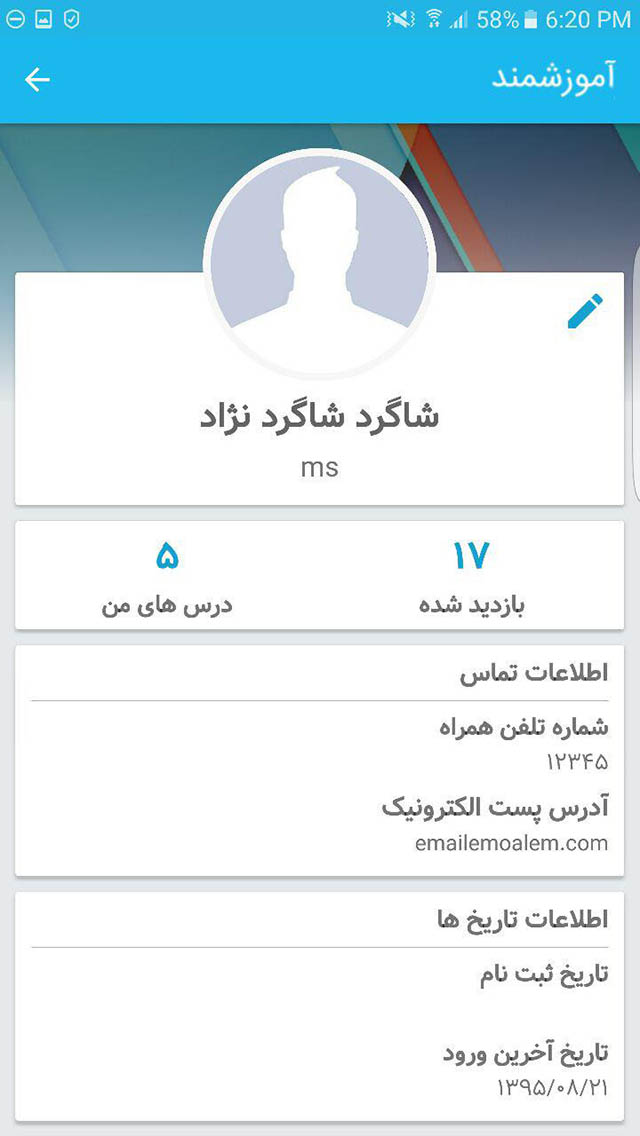 58% 6:20 PM
آموزشمند
شاگرد شاگرد نژاد
ms
۱۷ ۵
بازدید شده درس های من
اطلاعات تماس
شماره تلفن همراه
۱۲۳۴۵
آدرس پست الکترونیک
emailemoalem.com
اطلاعات تاریخ ها
تاریخ ثبت نام
تاریخ آخرین ورود
۱۳۹۵/۰۸/۲۱